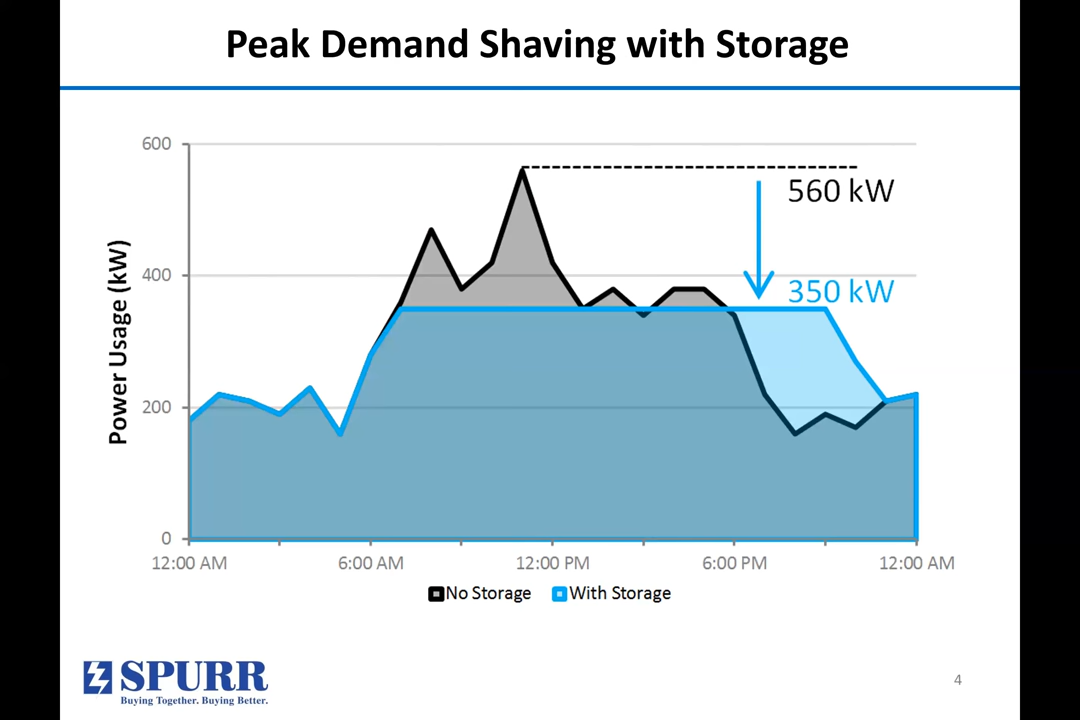 Peak Demand Shaving with Storage
600
560 kW
400
350 kW
Power Usage (kW)
200
0
12:00 AM
6:00 AM
12:00 PM
6:00 PM
12:00 AM
No Storage
With Storage
SPURR
Buying Together. Buying Better.
4